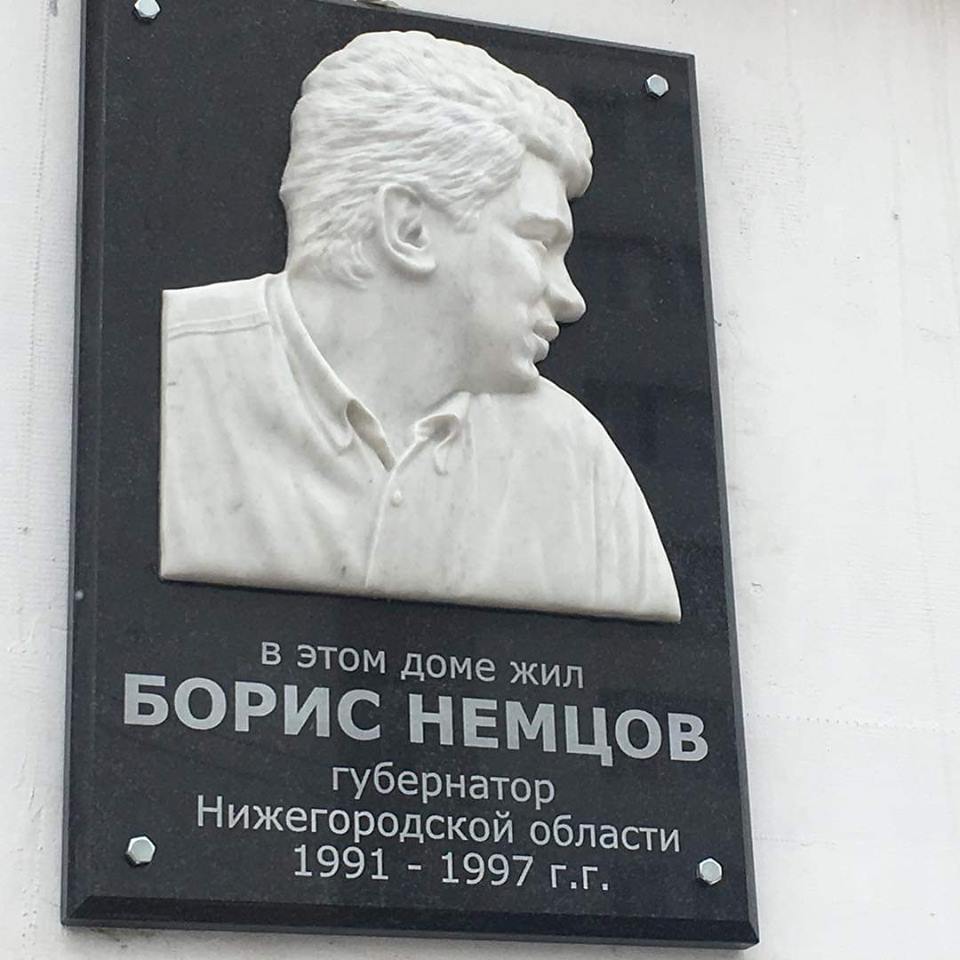 в этом доме жил
БОРИС НЕМЦОВ
губернатор
Нижегородской области
1991 - 1997 г.г.